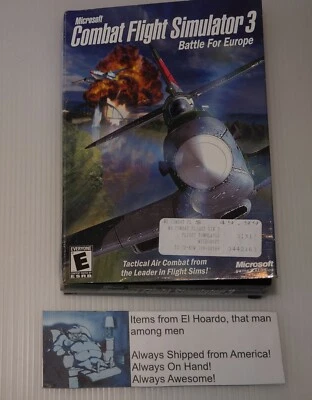 Microsoft
Combat Flight Simulator 3
Battle For Europe
EVERYONE
E
ESRB
Tactical Air Combat from
the Leader in Flight Sims!
Microsoft
Items from El Hoardo, that man
among men
Always Shipped from America!
Always On Hand!
Always Awesome!